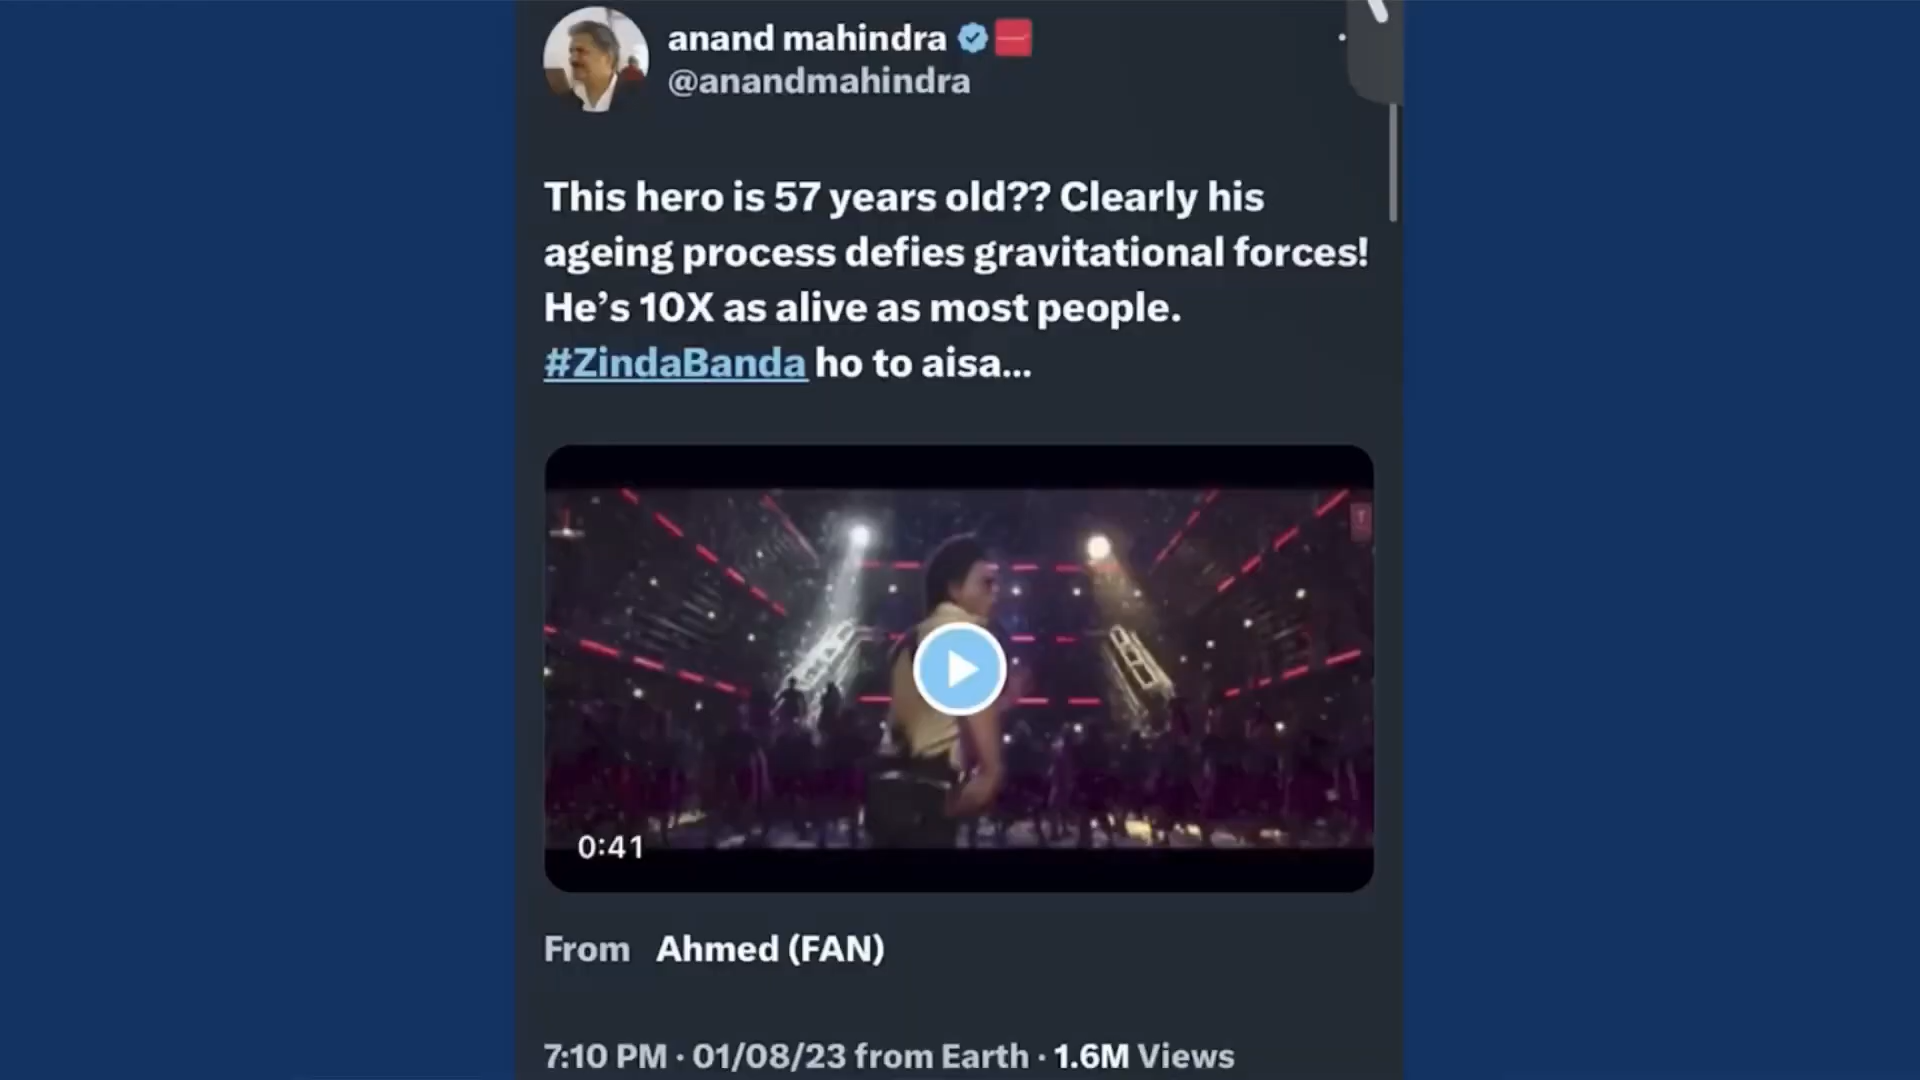 anand mahindra
@anandmahindra
This hero is 57 years old?? Clearly his
ageing process defies gravitational forces!
He’s 10X as alive as most people.
#ZindaBanda ho to aisa...
T
0:41
From Ahmed (FAN)
7:10 PM · 01/08/23 from Earth · 1.6M Views